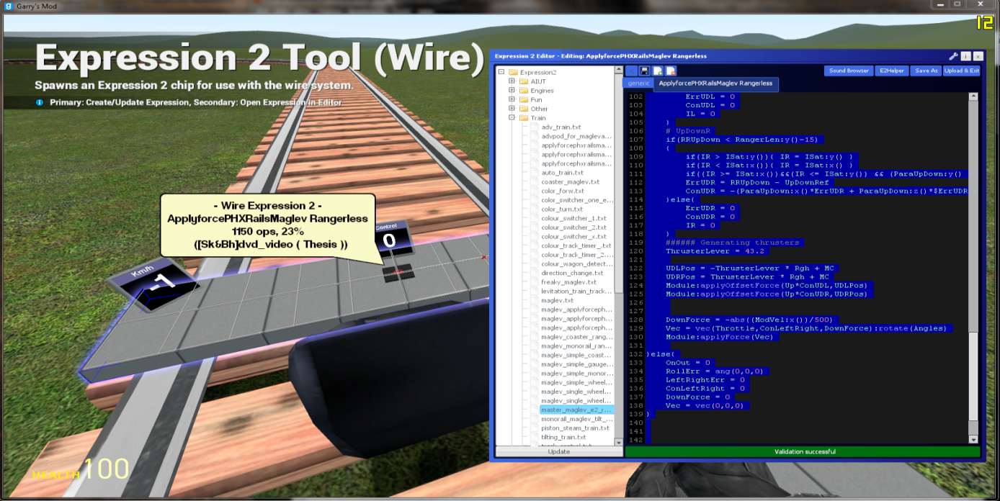 Garry's Mod
12
Expression 2 Tool (Wire)
Spawns an Expression 2 chip for use with the wire system.
Primary: Create/Update Expression, Secondary: Open Expression in Editor
- Wire Expression 2 -
ApplyforcePHXRailsMaglev Rangerless
1150 ops, 23%
([Sk&Bh]dvd_video ( Thesis ))
Control
0
Km/h
-1
HEALTH 100
Expression 2 Editor - Editing: ApplyforcePHXRailsMaglev Rangerless
Expression2
AIUT
Engines
Fun
Other
Train
adv_train.txt
advpod_for_magleva...
applyforcephxrailsma...
applyforcephxrailsma...
applyforcephxrailsma...
auto_train.txt
coaster_maglev.txt
color_forw.txt
color_switcher_one_e...
color_turn.txt
colour_switcher_1.txt
colour_switcher_2.txt
colour_switcher_x.txt
colour_track_timer_.txt
colour_track_timer_2....
colour_wagon_detect...
direction_change.txt
freaky_maglev.txt
levitation_train_track...
maglev.txt
maglev_applyforceph...
maglev_applyforceph...
maglev_applyforceph...
maglev_coaster_rang...
maglev_monorail_ran...
maglev_simple_coast...
maglev_simple_gauge...
maglev_simple_monor...
maglev_simple_wheel...
maglev_single_wheel...
maglev_single_wheel...
master_maglev_e2_r...
monorail_maglev_tilt_...
piston_steam_train.txt
tilting_train.txt
Update
Sound Browser E2Helper Save As Upload & Exit
generic ApplyforcePHXRailsMaglev Rangerless
102 ErrUDL = 0
103 ConUDL = 0
104 IL = 0
105 }
106 # UpDownR
107 if(RRUpDown < RangerLen:y()-15)
108 {
109 if(IR > ISat:y()){ IR = ISat:y() }
110 if(IR < ISat:x()){ IR = ISat:x() }
111 if((IR >= ISat:x())&&(IR <= ISat:y()) && (ParaUpDown:y()
112 ErrUDR = RRUpDown - UpDownRef
113 ConUDR = -(ParaUpDown:x()*ErrUDR + ParaUpDown:z()*$ErrUDR
114 }else{
115 ErrUDR = 0
116 ConUDR = 0
117 IR = 0
118 }
119 ###### Generating thrusters
120 ThrusterLever = 43.2
121
122 UDLPos = -ThrusterLever * Rgh + MC
123 UDRPos = ThrusterLever * Rgh + MC
124 Module:applyOffsetForce(Up*ConUDL,UDLPos)
125 Module:applyOffsetForce(Up*ConUDR,UDRPos)
126
127
128 DownForce = -abs((ModVel:x())/500)
129 Vec = vec(Throttle,ConLeftRight,DownForce):rotate(Angles)
130 Module:applyForce(Vec)
131
132 }else{
133 OnOut = 0
134 RollErr = ang(0,0,0)
135 LeftRightErr = 0
136 ConLeftRight = 0
137 DownForce = 0
138 Vec = vec(0,0,0)
139 }
140
141
142
Validation successful